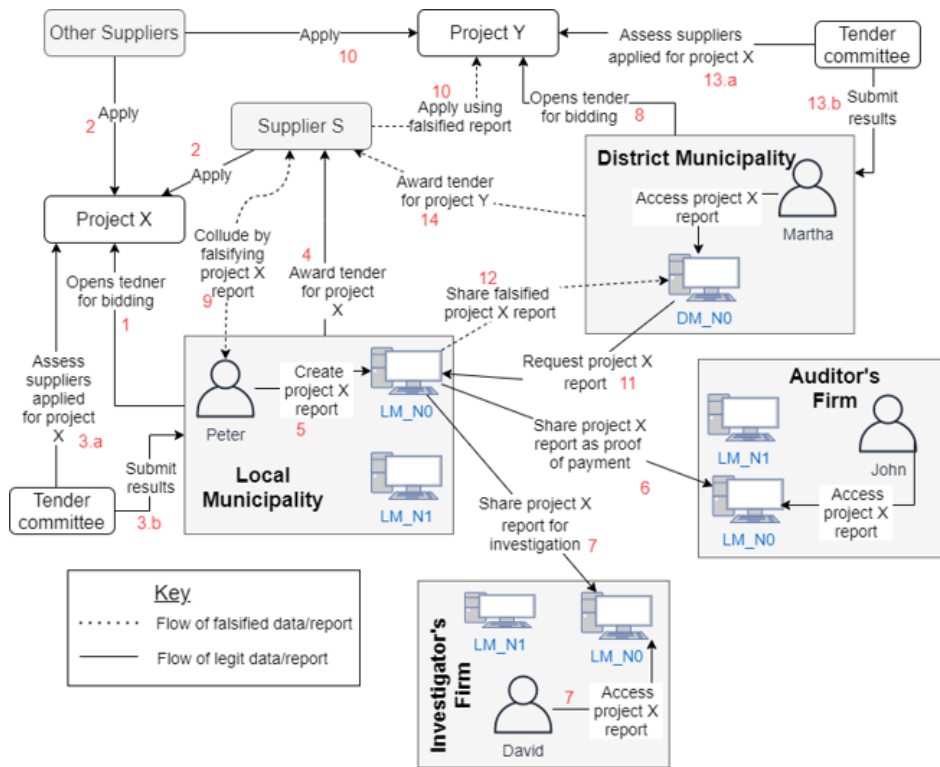 Other Suppliers
Apply
10
Project Y
Assess suppliers
applied for project X
13.a
Tender
committee
13.b
Submit
results
Apply
2
10
Apply using
falsified report
Opens tender
for bidding
8
Supplier S
2
Apply
District Municipality
Access project X
report
Martha
DM_N0
Award tender
for project Y
14
Project X
Collude by
falsifying
project X
report
9
4
Award tender
for project
X
Opens tedner
for bidding
1
12
Share falsified
project X report
Request project X
report
11
Assess
suppliers
applied
for project
X
3.a
Peter
Create
project X
report
5
LM_N0
Local
Municipality
LM_N1
Submit
results
3.b
Tender
committee
Share project X
report as proof
of payment
6
Auditor's
Firm
LM_N1
John
LM_N0
Access
project X
report
Share project X
report for
investigation
7
Key
Flow of falsified data/report
Flow of legit data/report
Investigator's
Firm
LM_N1
LM_N0
David
7
Access
project X
report